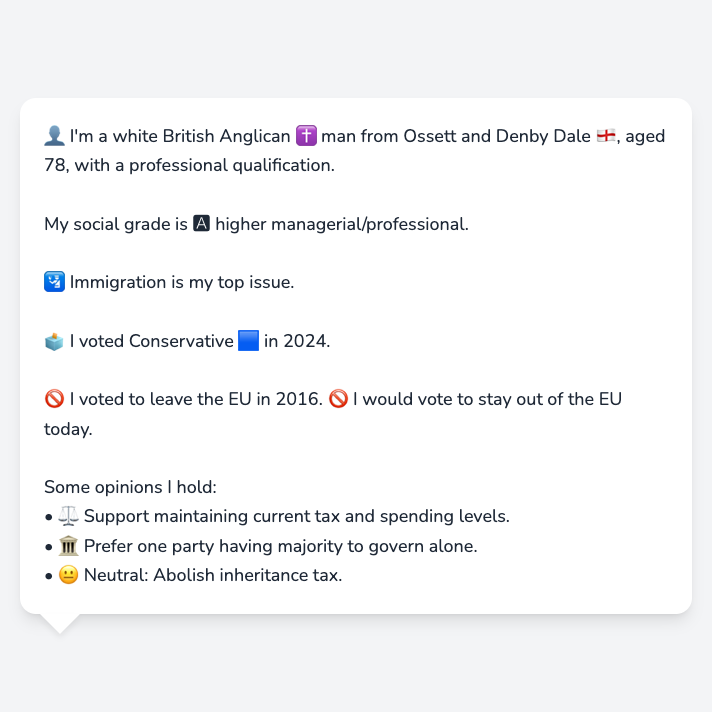 👤 I'm a white British Anglican ✝️ man from Ossett and Denby Dale 🏴󠁧󠁢󠁥󠁮󠁧󠁿, aged
78, with a professional qualification.
My social grade is 🅰 higher managerial/professional.
🛂 Immigration is my top issue.
🗳️ I voted Conservative 🟦 in 2024.
🚫 I voted to leave the EU in 2016. 🚫 I would vote to stay out of the EU
today.
Some opinions I hold:
• ⚖️ Support maintaining current tax and spending levels.
• 🏛️ Prefer one party having majority to govern alone.
• 😐 Neutral: Abolish inheritance tax.